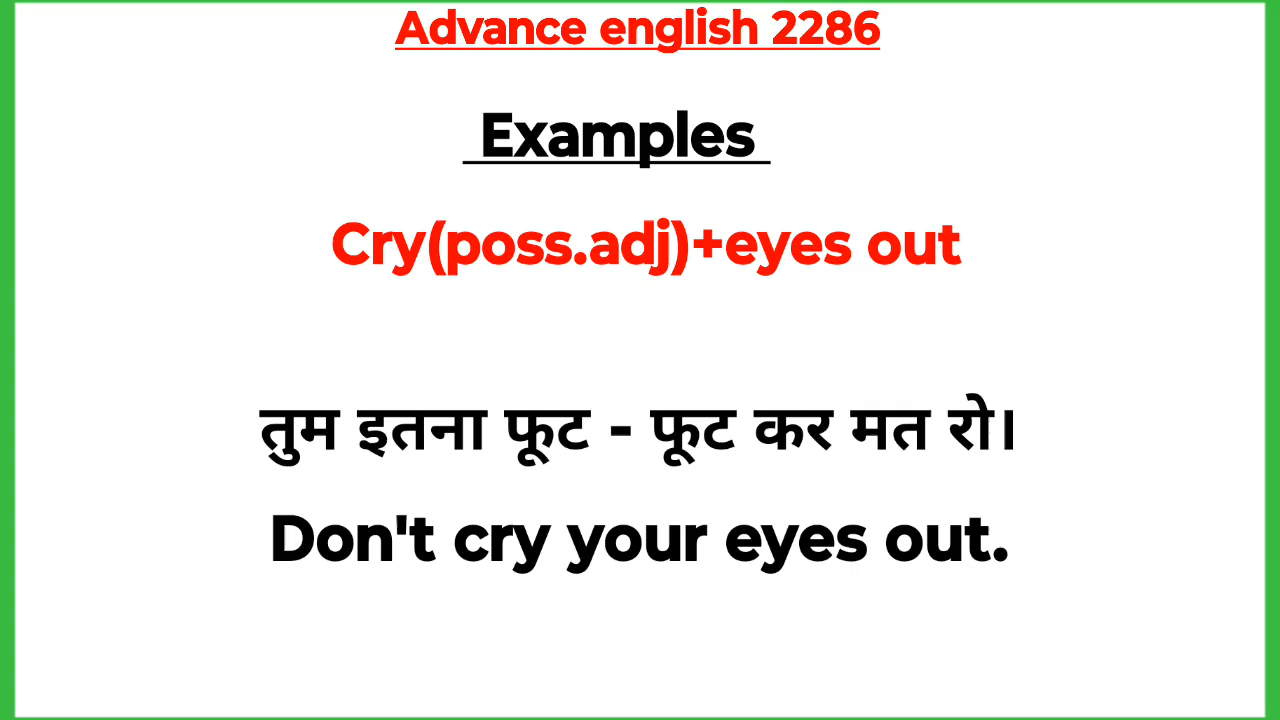 Advance english 2286
Examples
Cry(poss.adj)+eyes out
तुम इतना फूट - फूट कर मत रो।
Don't cry your eyes out.